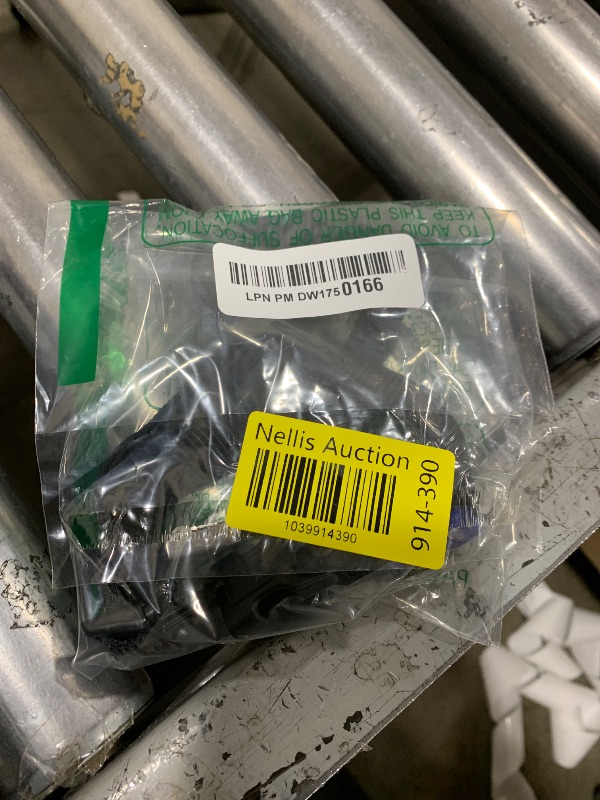 TO AVOID DANGER OF SUFFOCATION
KEEP THIS PLASTIC BAG AWAY
LPN PM DW175 0166
Nellis Auction
1039914390
914-390